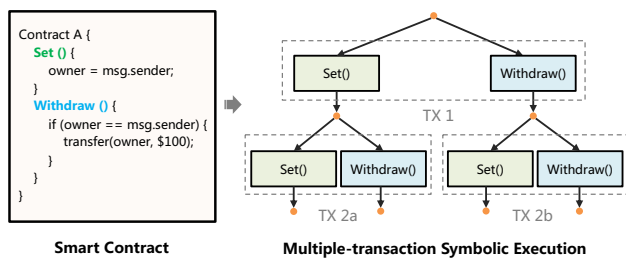 Contract A {
Set () {
owner = msg.sender;
}
Withdraw () {
if (owner == msg.sender) {
transfer(owner, $100);
}
}
}
Smart Contract
Set()
Withdraw()
TX 1
Set()
Withdraw()
Set()
Withdraw()
TX 2a
TX 2b
Multiple-transaction Symbolic Execution